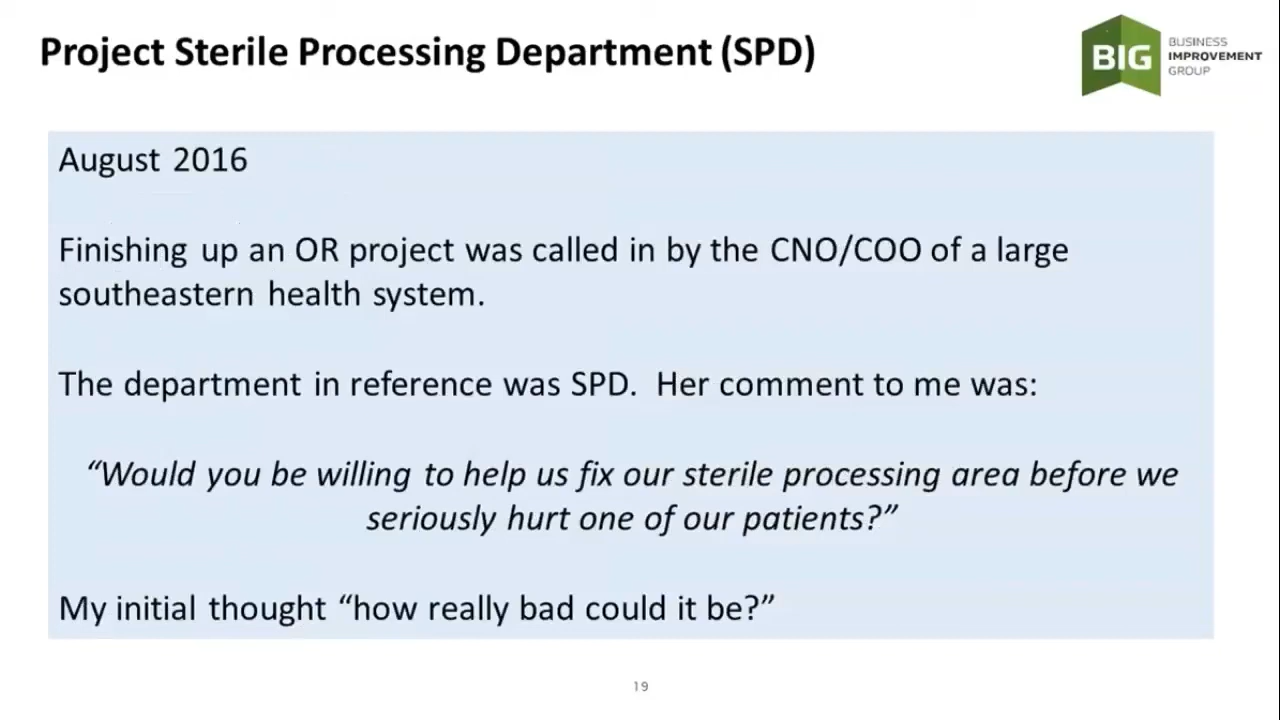 Project Sterile Processing Department (SPD)
BIG
BUSINESS
IMPROVEMENT
GROUP
August 2016
Finishing up an OR project was called in by the CNO/COO of a large
southeastern health system.
The department in reference was SPD. Her comment to me was:
“Would you be willing to help us fix our sterile processing area before we
seriously hurt one of our patients?”
My initial thought “how really bad could it be?”
19